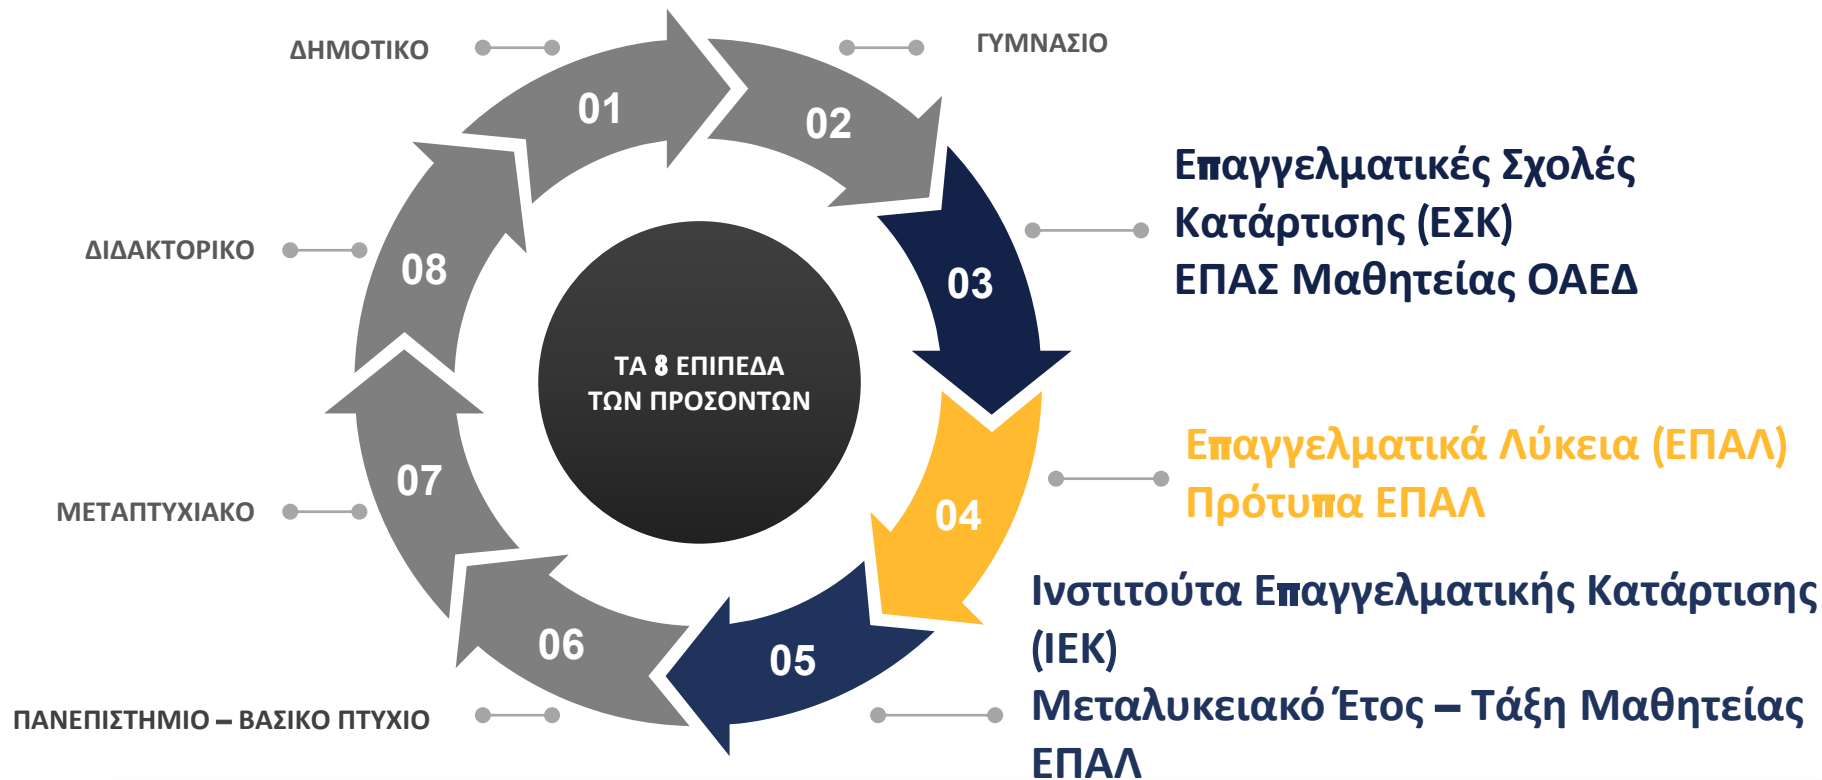 ΔΗΜΟΤΙΚΟ
01
ΓΥΜΝΑΣΙΟ
02
Επαγγελματικές Σχολές
Κατάρτισης (ΕΣΚ)
ΕΠΑΣ Μαθητείας ΟΑΕΔ
03
Επαγγελματικά Λύκεια (ΕΠΑΛ)
Πρότυπα ΕΠΑΛ
04
Ινστιτούτα Επαγγελματικής Κατάρτισης
(ΙΕΚ)
Μεταλυκειακό Έτος – Τάξη Μαθητείας
ΕΠΑΛ
05
ΠΑΝΕΠΙΣΤΗΜΙΟ – ΒΑΣΙΚΟ ΠΤΥΧΙΟ
06
ΜΕΤΑΠΤΥΧΙΑΚΟ
07
ΔΙΔΑΚΤΟΡΙΚΟ
08
ΤΑ 8 ΕΠΙΠΕΔΑ
ΤΩΝ ΠΡΟΣΟΝΤΩΝ